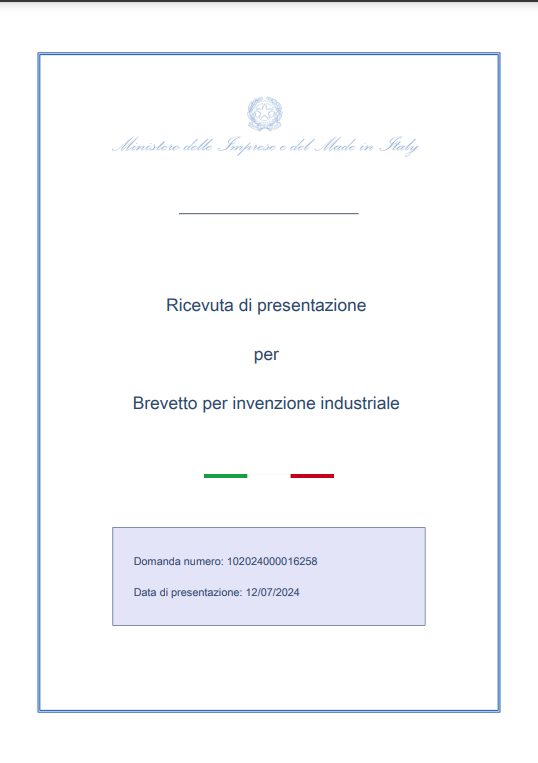 Ministero delle Imprese e del Made in Italy
Ricevuta di presentazione
per
Brevetto per invenzione industriale
Domanda numero: 102024000016258
Data di presentazione: 12/07/2024